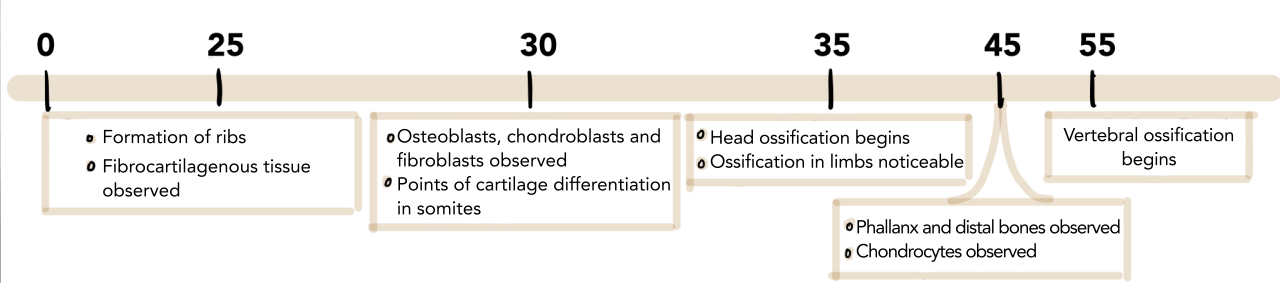 0
25
30
35
45
55
Formation of ribs
Fibrocartilagenous tissue
observed
Osteoblasts, chondroblasts and
fibroblasts observed
Points of cartilage differentiation
in somites
Head ossification begins
Ossification in limbs noticeable
Phallanx and distal bones observed
Chondrocytes observed
Vertebral ossification
begins